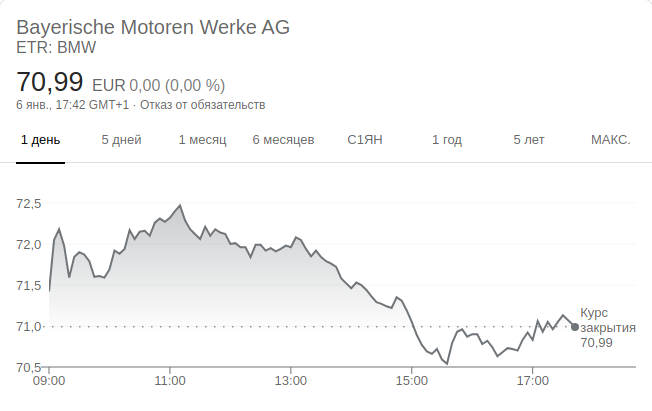 Bayerische Motoren Werke AG
ETR: BMW
70,99 EUR 0,00 (0,00 %)
6 янв., 17:42 GMT+1 · Отказ от обязательств
1 день 5 дней 1 месяц 6 месяцев С1ЯН 1 год 5 лет МАКС.
72,5
72,0
71,5
71,0
70,5
Курс
закрытия
70,99
09:00 11:00 13:00 15:00 17:00